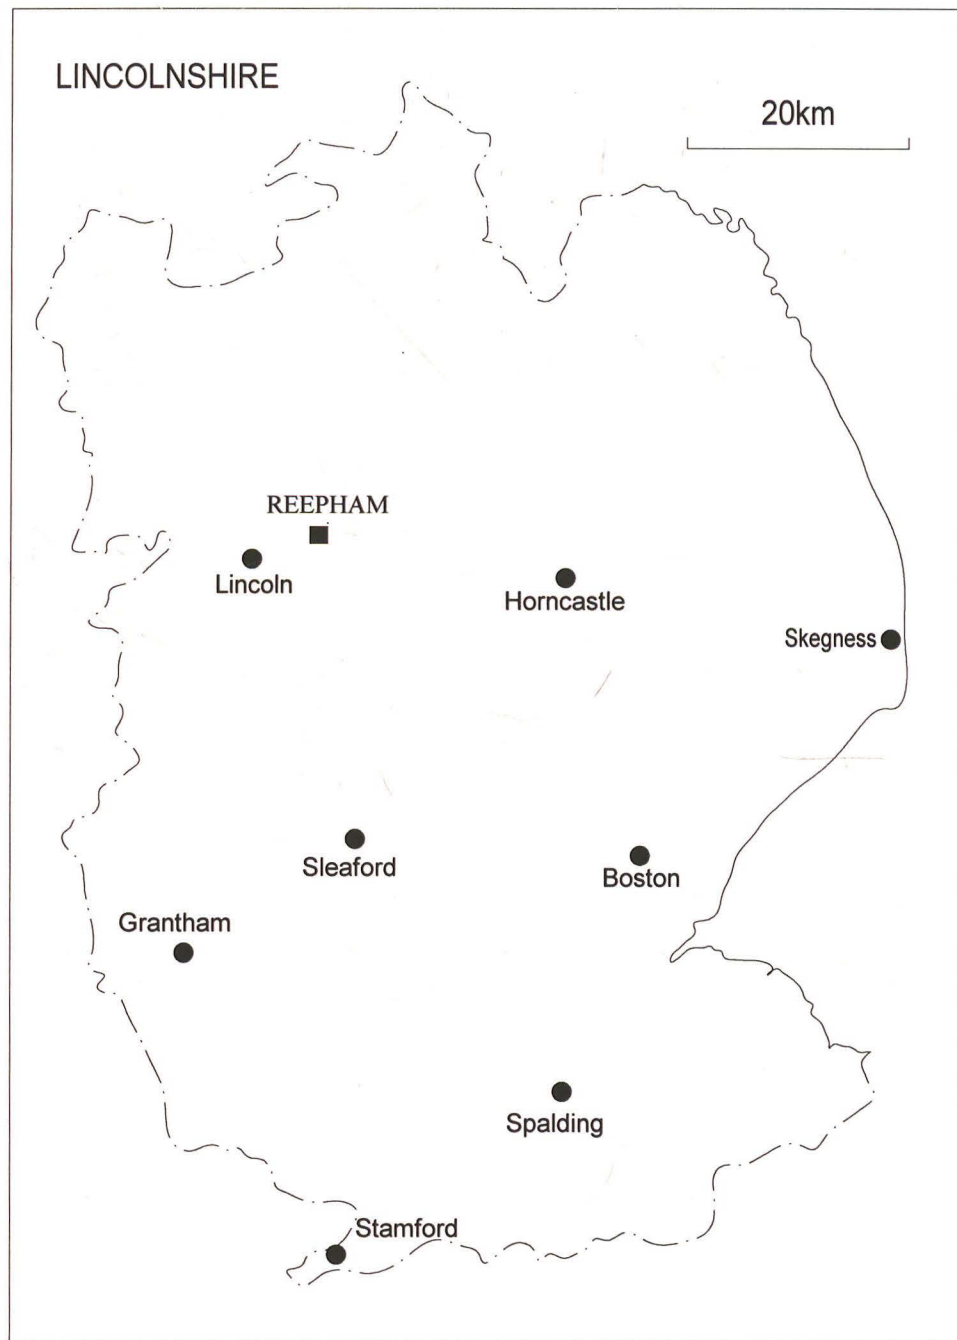 LINCOLNSHIRE
20km
REEPHAM
Lincoln
Horncastle
Skegness
Sleaford
Boston
Grantham
Spalding
Stamford